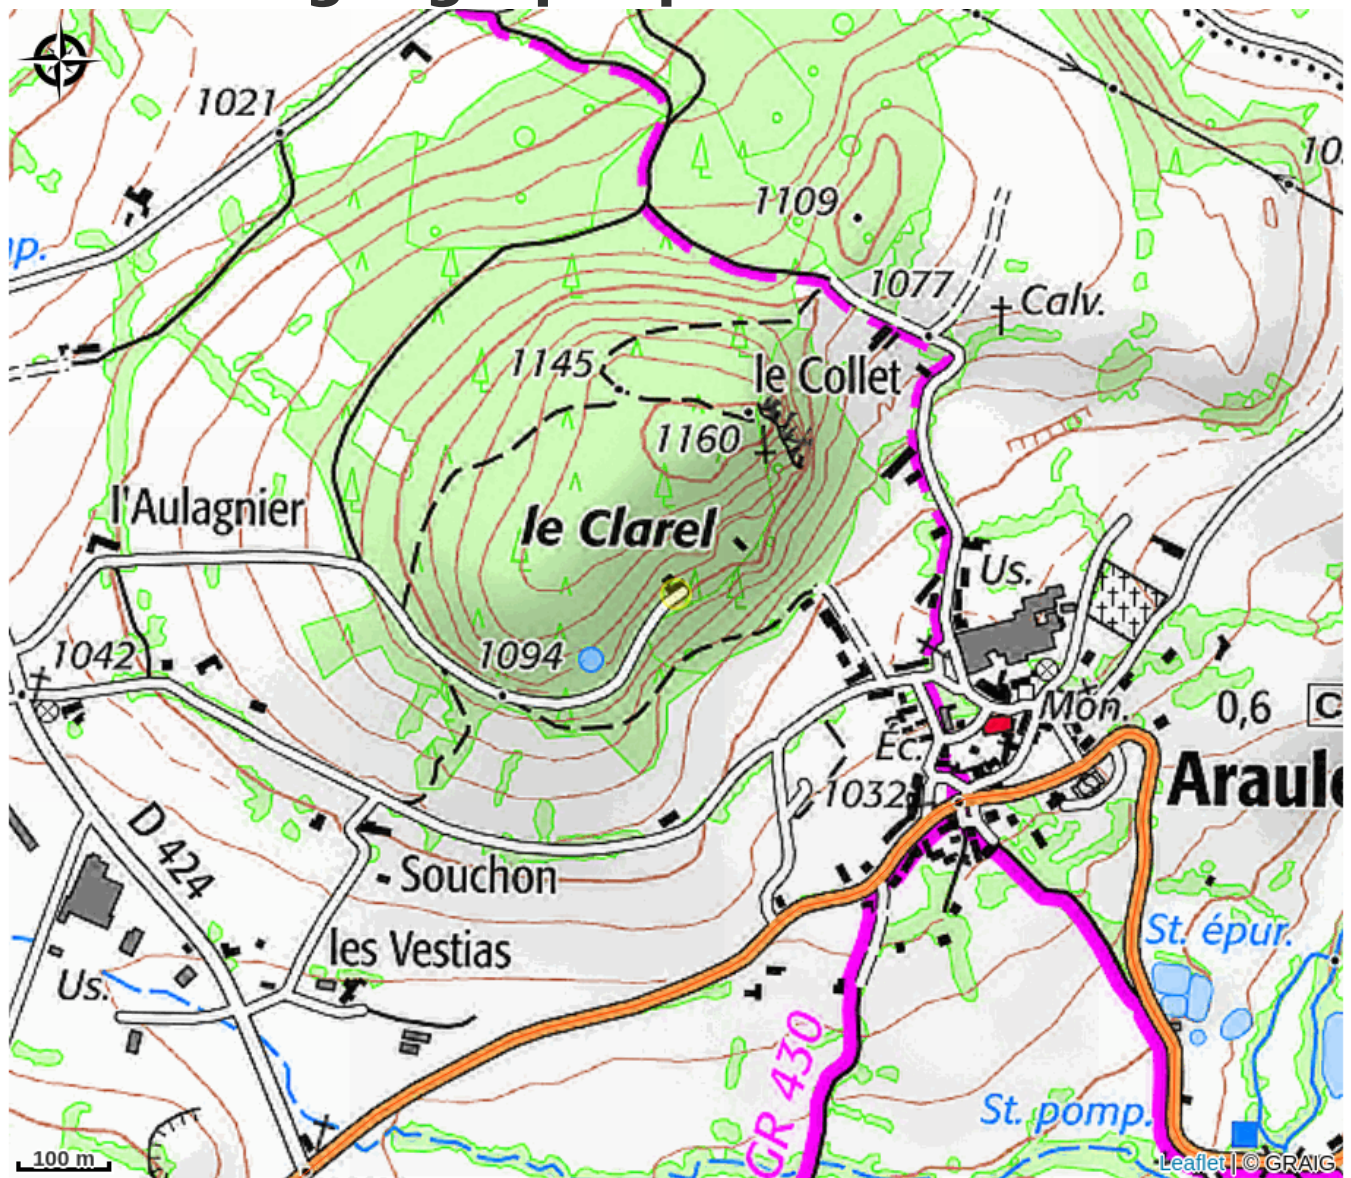 1021
10
1109
1077
Calv.
1145
le Collet
1160
l'Aulagnier
le Clarel
Us.
1042
1094
0,6
C
Mon.
Ec.
1032
Araule
D 424
Souchon
les Vestias
St. épur.
Us.
GR 430
St. pomp.
100 m
Leaflet | © GRAIG